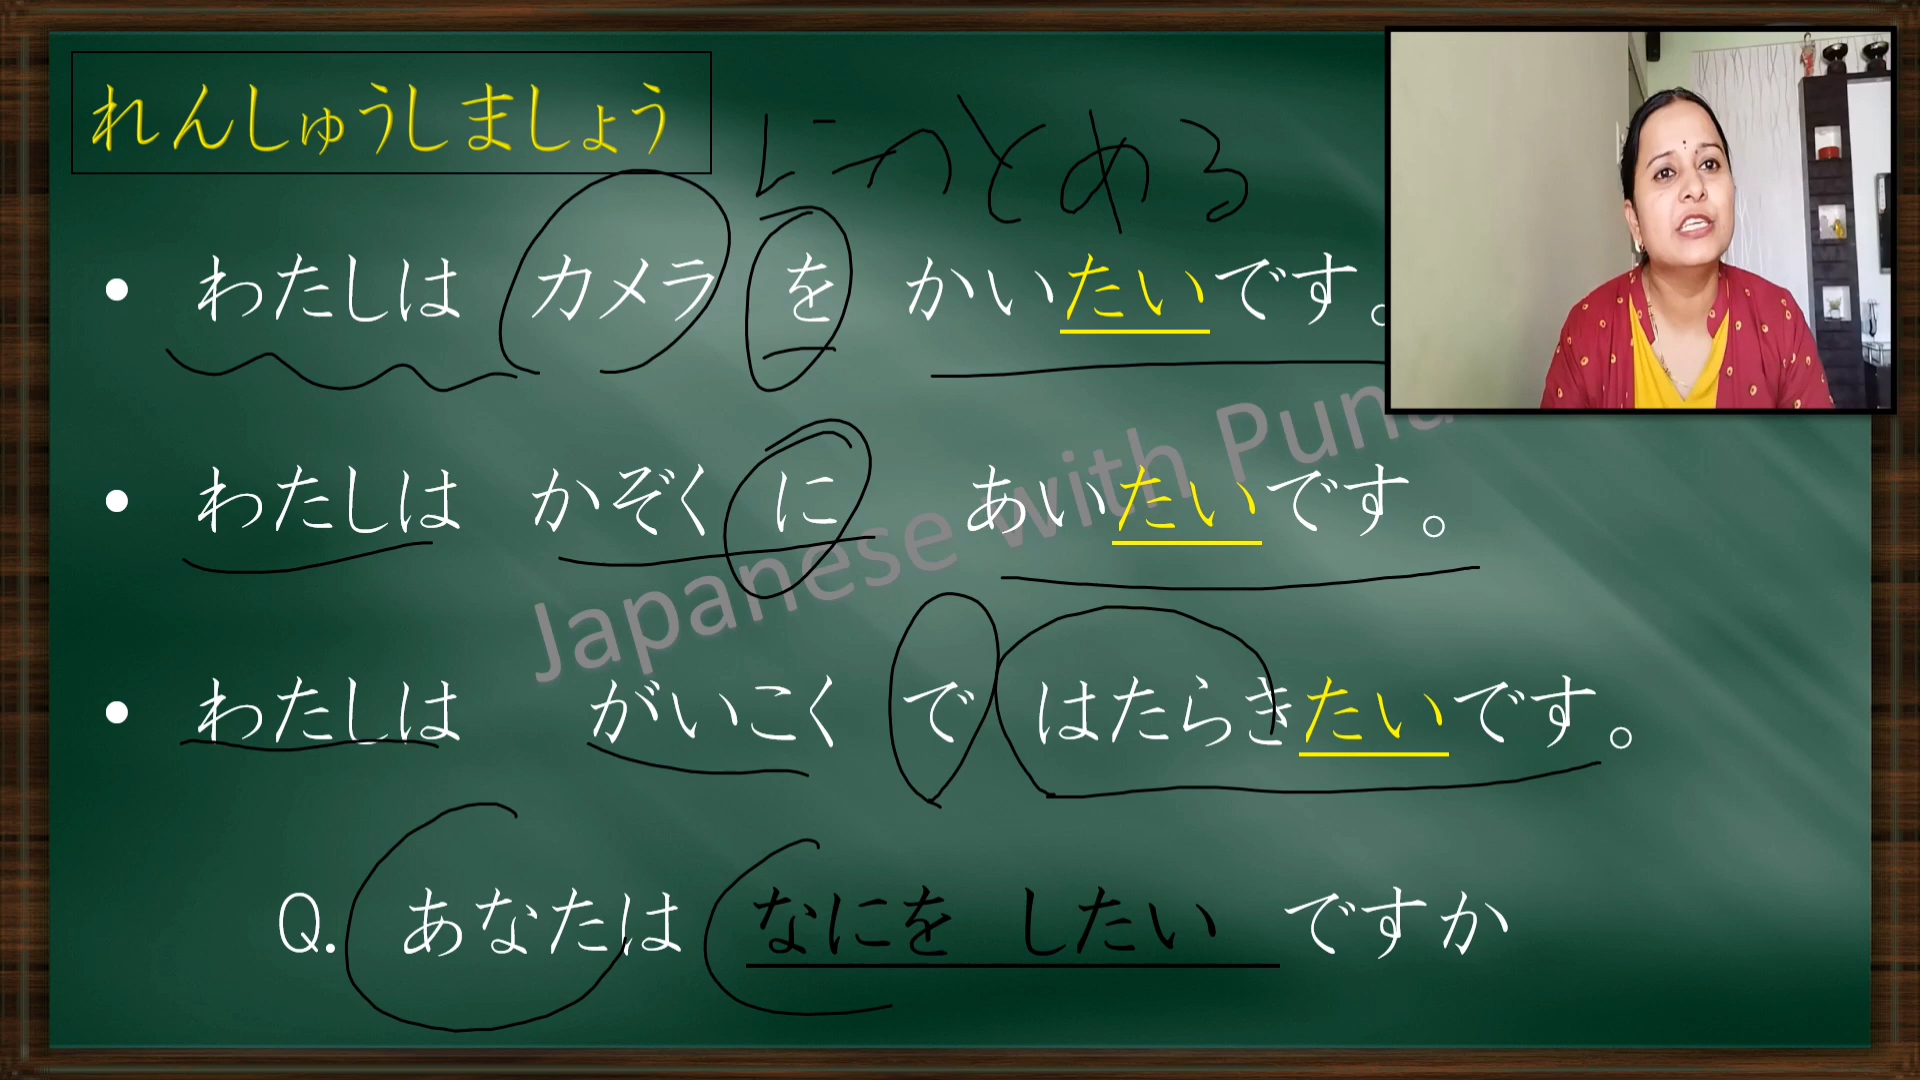 れんしゅうしましょう
につとめる
• わたしは カメラ を かいたいです。
• わたしは かぞく に あいたいです。
• わたしは がいこく で はたらきたいです。
Q. あなたは なにを したい ですか
Japanese with